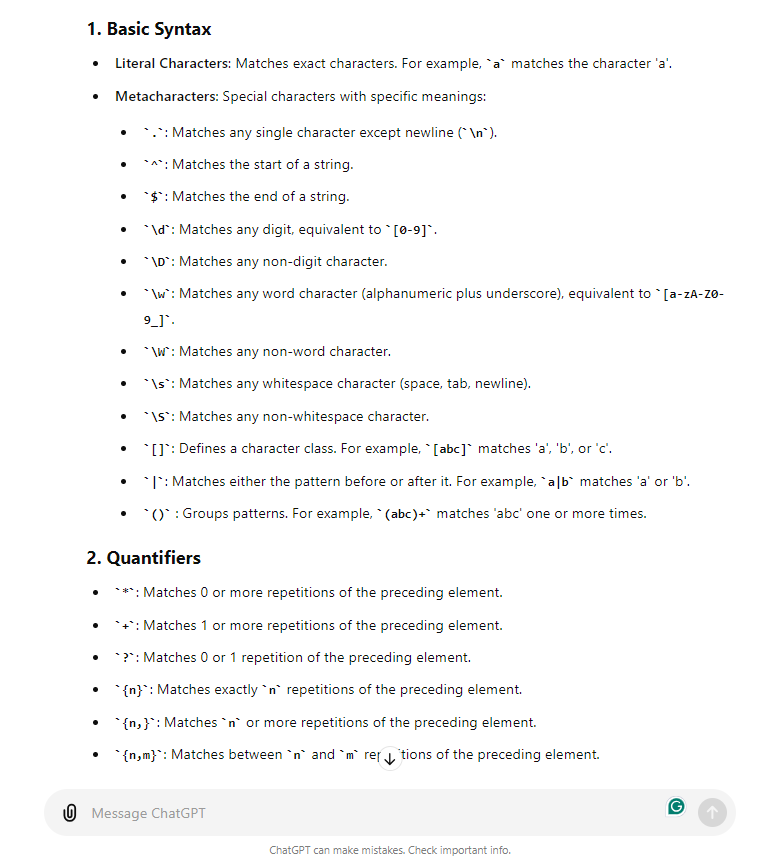 1. Basic Syntax
• Literal Characters: Matches exact characters. For example, `a` matches the character 'a'.
• Metacharacters: Special characters with specific meanings:
• `.`: Matches any single character except newline (`\n`).
• `^`: Matches the start of a string.
• `$`: Matches the end of a string.
• `\d`: Matches any digit, equivalent to `[0-9]`.
• `\D`: Matches any non-digit character.
• `\w`: Matches any word character (alphanumeric plus underscore), equivalent to `[a-zA-Z0-
9_]`.
• `\W`: Matches any non-word character.
• `\s`: Matches any whitespace character (space, tab, newline).
• `\S`: Matches any non-whitespace character.
• `[]`: Defines a character class. For example, `[abc]` matches 'a', 'b', or 'c'.
• `|`: Matches either the pattern before or after it. For example, `a|b` matches 'a' or 'b'.
• `()` : Groups patterns. For example, `(abc)+` matches 'abc' one or more times.
2. Quantifiers
• `*`: Matches 0 or more repetitions of the preceding element.
• `+`: Matches 1 or more repetitions of the preceding element.
• `?`: Matches 0 or 1 repetition of the preceding element.
• `{n}`: Matches exactly `n` repetitions of the preceding element.
• `{n,}`: Matches `n` or more repetitions of the preceding element.
• `{n,m}`: Matches between `n` and `m` repetitions of the preceding element.
Message ChatGPT
ChatGPT can make mistakes. Check important info.